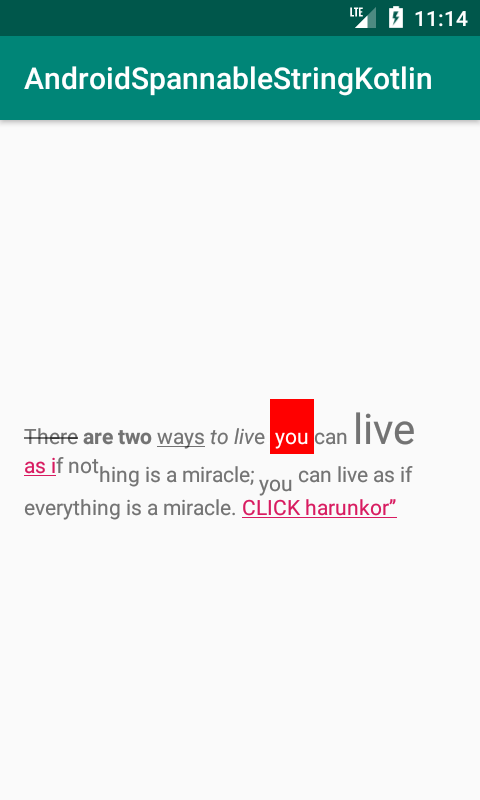 LTE 11:14
AndroidSpannableStringKotlin
There are two ways to live you can live
as if nothing is a miracle; you can live as if
everything is a miracle. CLICK harunkor”